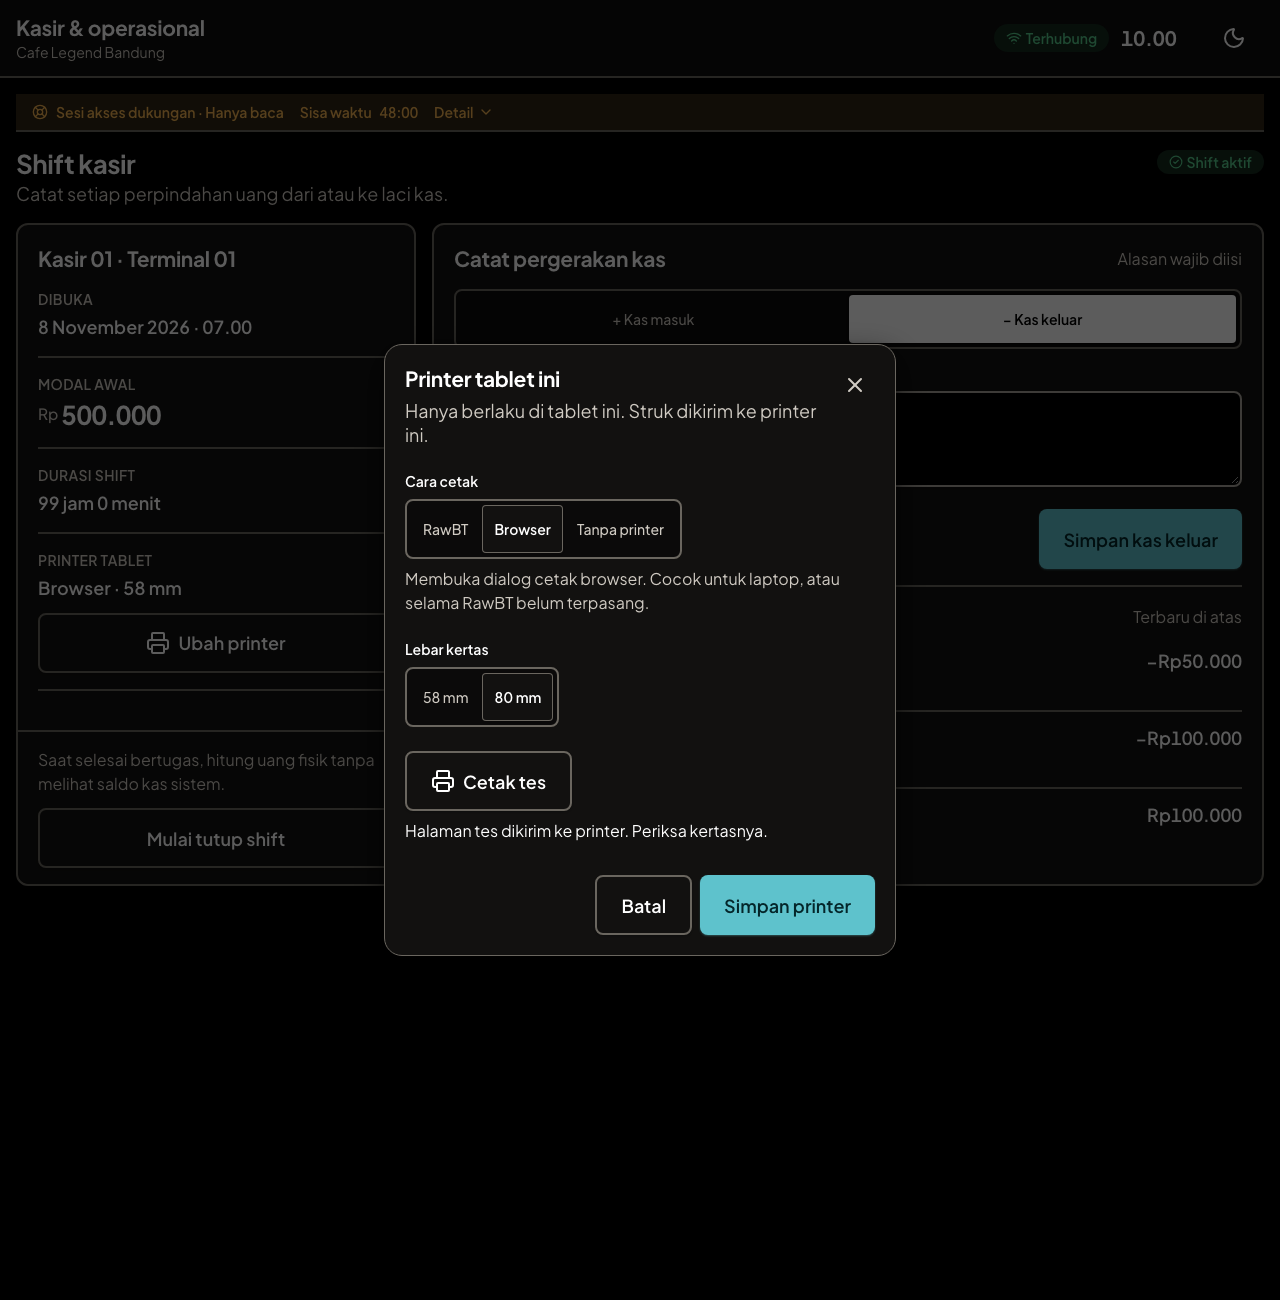 Kasir & operasional
Cafe Legend Bandung
Terhubung
10.00
Sesi akses dukungan · Hanya baca
Sisa waktu 48:00
Detail
Shift kasir
Catat setiap perpindahan uang dari atau ke laci kas.
Shift aktif
Kasir 01 · Terminal 01
DIBUKA
8 November 2026 · 07.00
MODAL AWAL
Rp 500.000
DURASI SHIFT
99 jam 0 menit
PRINTER TABLET
Browser · 58 mm
Ubah printer
Saat selesai bertugas, hitung uang fisik tanpa
melihat saldo kas sistem.
Mulai tutup shift
Catat pergerakan kas
Alasan wajib diisi
+ Kas masuk
− Kas keluar
Simpan kas keluar
Terbaru di atas
−Rp50.000
−Rp100.000
Rp100.000
Printer tablet ini
Hanya berlaku di tablet ini. Struk dikirim ke printer
ini.
Cara cetak
RawBT
Browser
Tanpa printer
Membuka dialog cetak browser. Cocok untuk laptop, atau
selama RawBT belum terpasang.
Lebar kertas
58 mm
80 mm
Cetak tes
Halaman tes dikirim ke printer. Periksa kertasnya.
Batal
Simpan printer